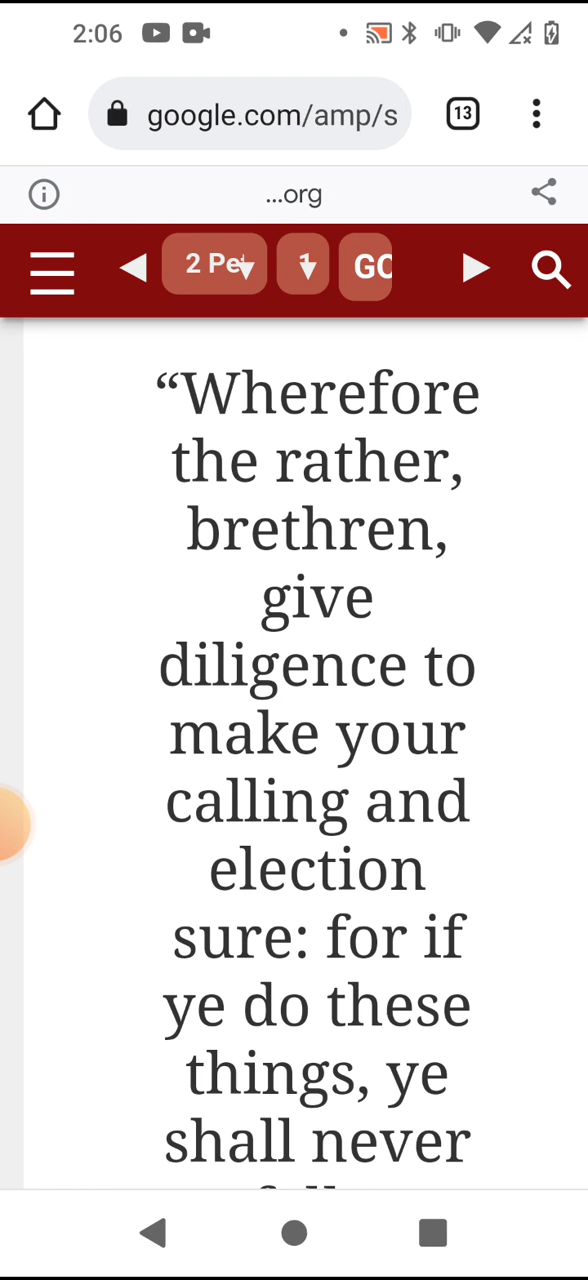 2:06
google.com/amp/s
13
...org
2 Pe
1
GO
“Wherefore
the rather,
brethren,
give
diligence to
make your
calling and
election
sure: for if
ye do these
things, ye
shall never